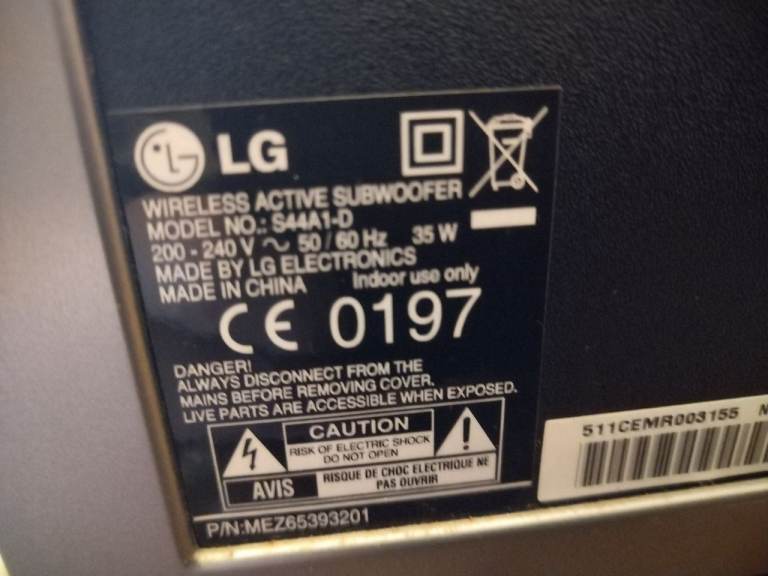 LG
WIRELESS ACTIVE SUBWOOFER
MODEL NO.: S44A1-D
200 - 240 V ~ 50 / 60 Hz 35 W
MADE BY LG ELECTRONICS
MADE IN CHINA Indoor use only
CE 0197
DANGER!
ALWAYS DISCONNECT FROM THE
MAINS BEFORE REMOVING COVER.
LIVE PARTS ARE ACCESSIBLE WHEN EXPOSED.
CAUTION
RISK OF ELECTRIC SHOCK
DO NOT OPEN
AVIS
RISQUE DE CHOC ELECTRIQUE NE
PAS OUVRIR
P/N:MEZ65393201
511CEMR003155 N